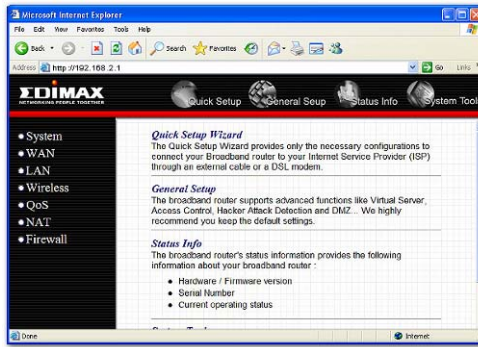 Microsoft Internet Explorer
File Edit View Favorites Tools Help
Back Search Favorites
Address http://192.168.2.1 Go Links
EDIMAX
NETWORKING PEOPLE TOGETHER
Quick Setup General Seup Status Info System Tool
System
WAN
LAN
Wireless
QoS
NAT
Firewall
Quick Setup Wizard
The Quick Setup Wizard provides only the necessary configurations to
connect your Broadband router to your Internet Service Provider (ISP)
through an external cable or a DSL modem.
General Setup
The broadband router supports advanced functions like Virtual Server,
Access Control, Hacker Attack Detection and DMZ... We highly
recommend you keep the default settings.
Status Info
The broadband router's status information provides the following
information about your broadband router :
Hardware / Firmware version
Serial Number
Current operating status
Done Internet